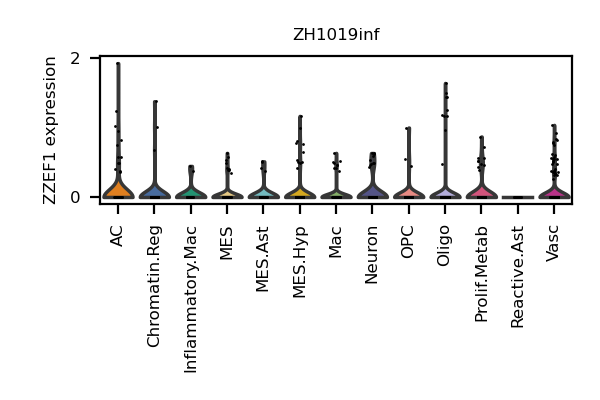 ZH1019inf
ZZEF1 expression
2
0
AC
Chromatin.Reg
Inflammatory.Mac
MES
MES.Ast
MES.Hyp
Mac
Neuron
OPC
Oligo
Prolif.Metab
Reactive.Ast
Vasc